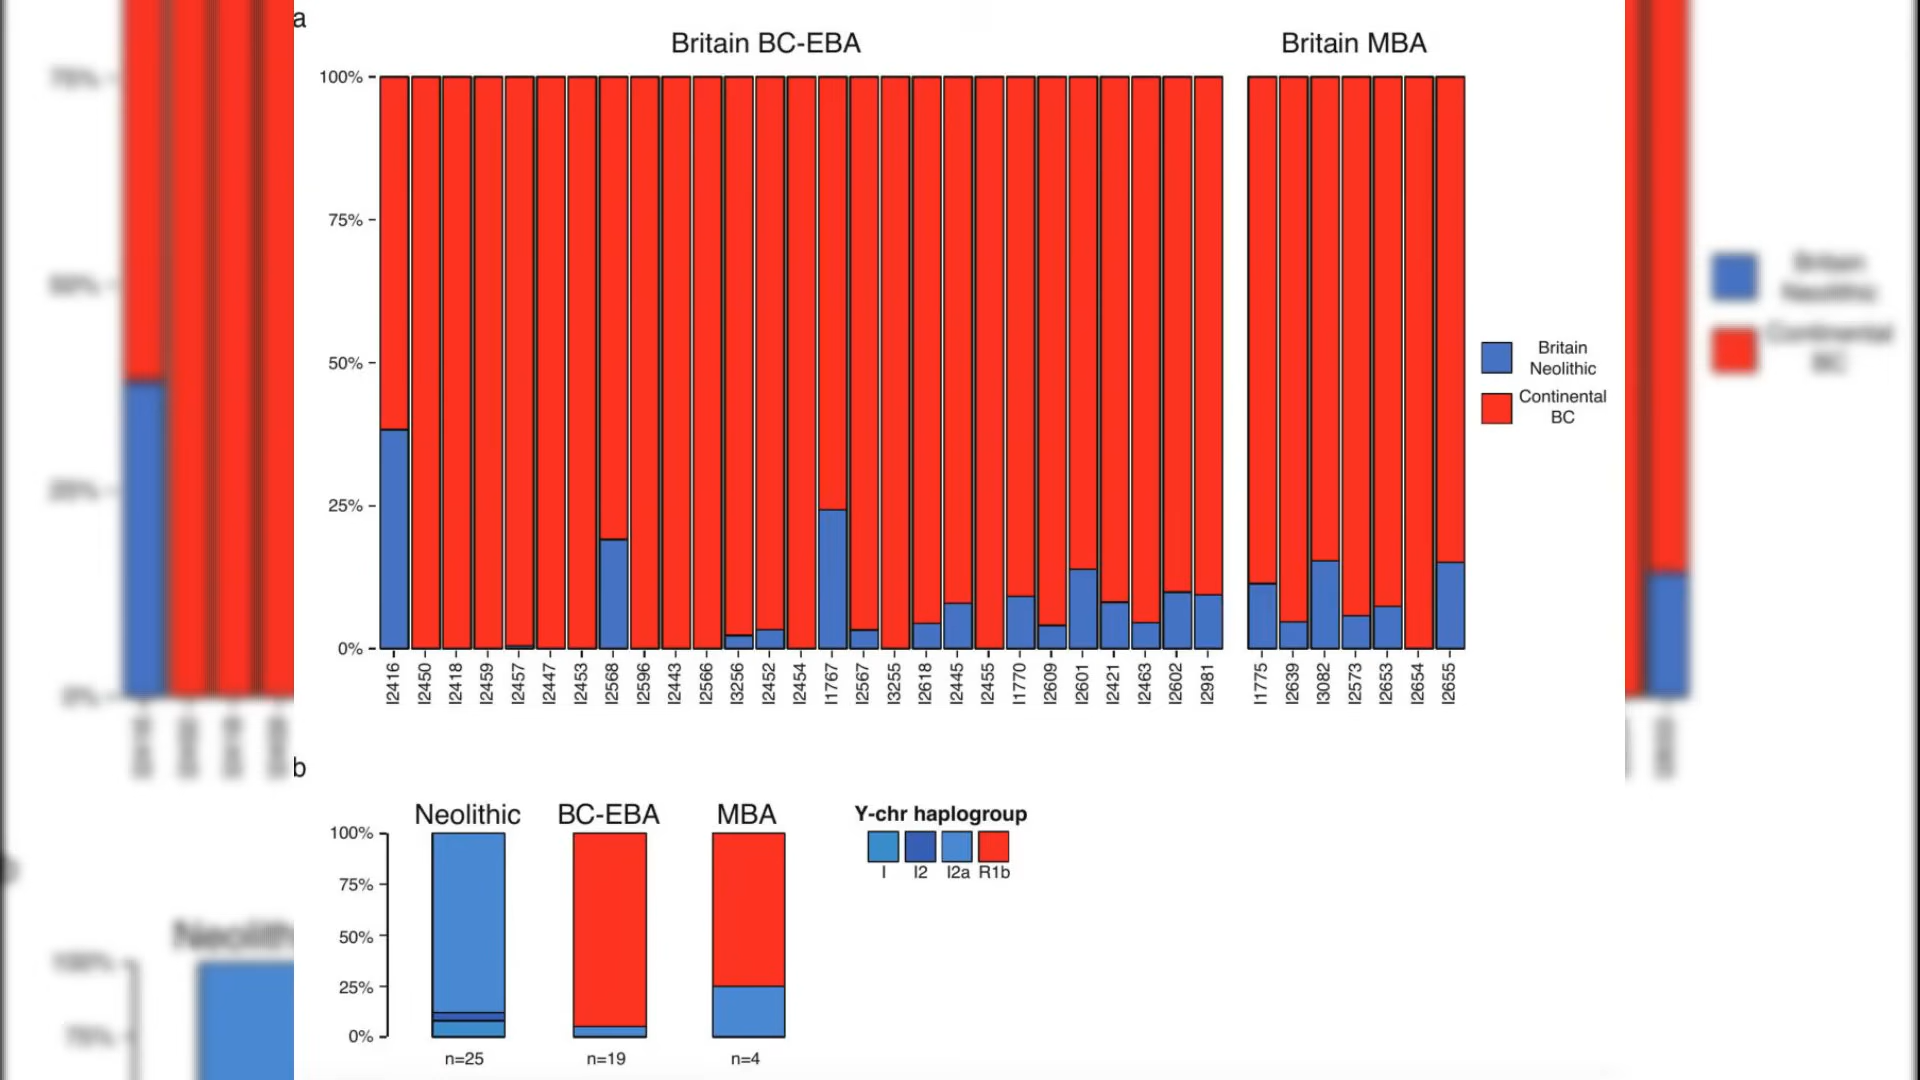 a
Britain BC-EBA
Britain MBA
100%
75%
50%
25%
0%
I2416
I2450
I2418
I2459
I2457
I2447
I2453
I2568
I2596
I2443
I2566
I3256
I2452
I2454
I1767
I2567
I3255
I2618
I2445
I2455
I1770
I2609
I2601
I2421
I2463
I2602
I2981
I1775
I2639
I3082
I2573
I2653
I2654
I2655
Britain
Neolithic
Continental
BC
b
Neolithic
BC-EBA
MBA
100%
75%
50%
25%
0%
n=25
n=19
n=4
Y-chr haplogroup
I
I2
I2a
R1b